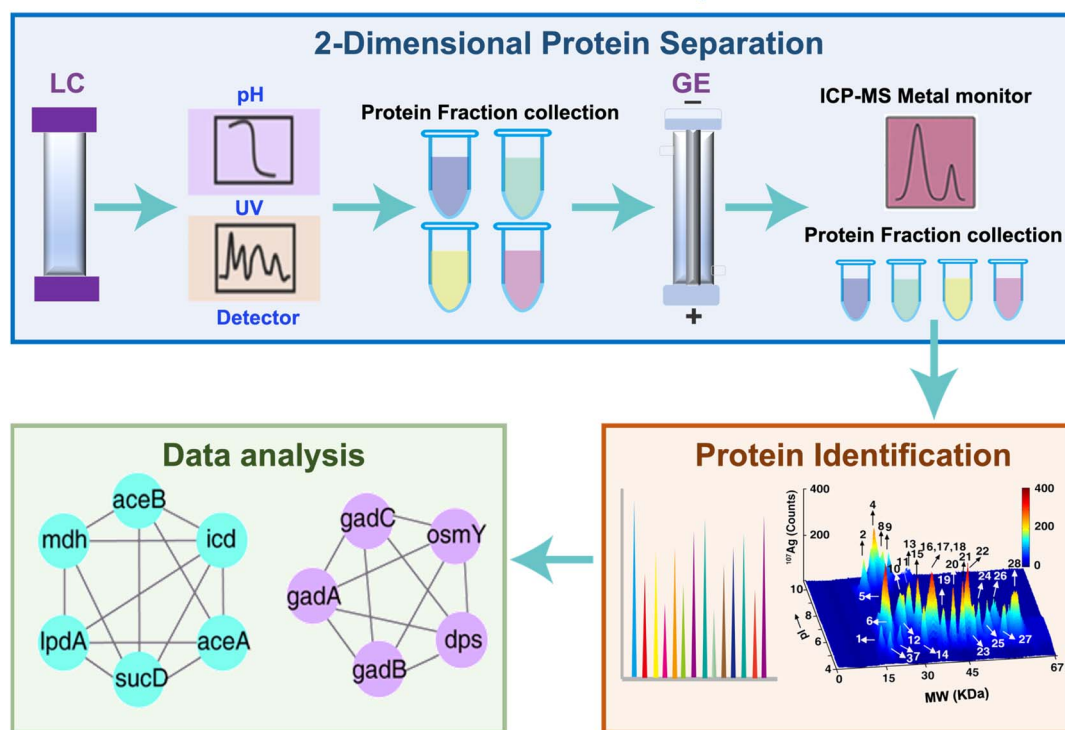 2-Dimensional Protein Separation
LC
pH
UV
Detector
Protein Fraction collection
GE
−
+
ICP-MS Metal monitor
Protein Fraction collection
Data analysis
aceB
mdh
icd
lpdA
aceA
sucD
gadC
osmY
gadA
dps
gadB
Protein Identification
400
200
0
107Ag (Counts)
400
200
10
8
6
4
pI
0
15
30
45
67
MW (KDa)
2
4
8
9
13
15
16,17,18
20
21
22
10
11
19
24
26
28
5
6
1
37
12
14
23
25
27